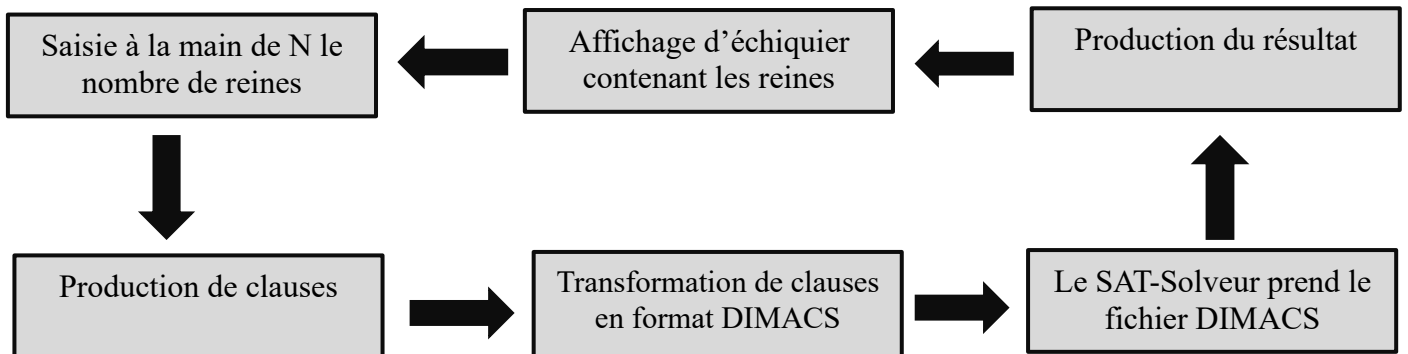 Saisie à la main de N le
nombre de reines
Affichage d’échiquier
contenant les reines
Production du résultat
Production de clauses
Transformation de clauses
en format DIMACS
Le SAT-Solveur prend le
fichier DIMACS